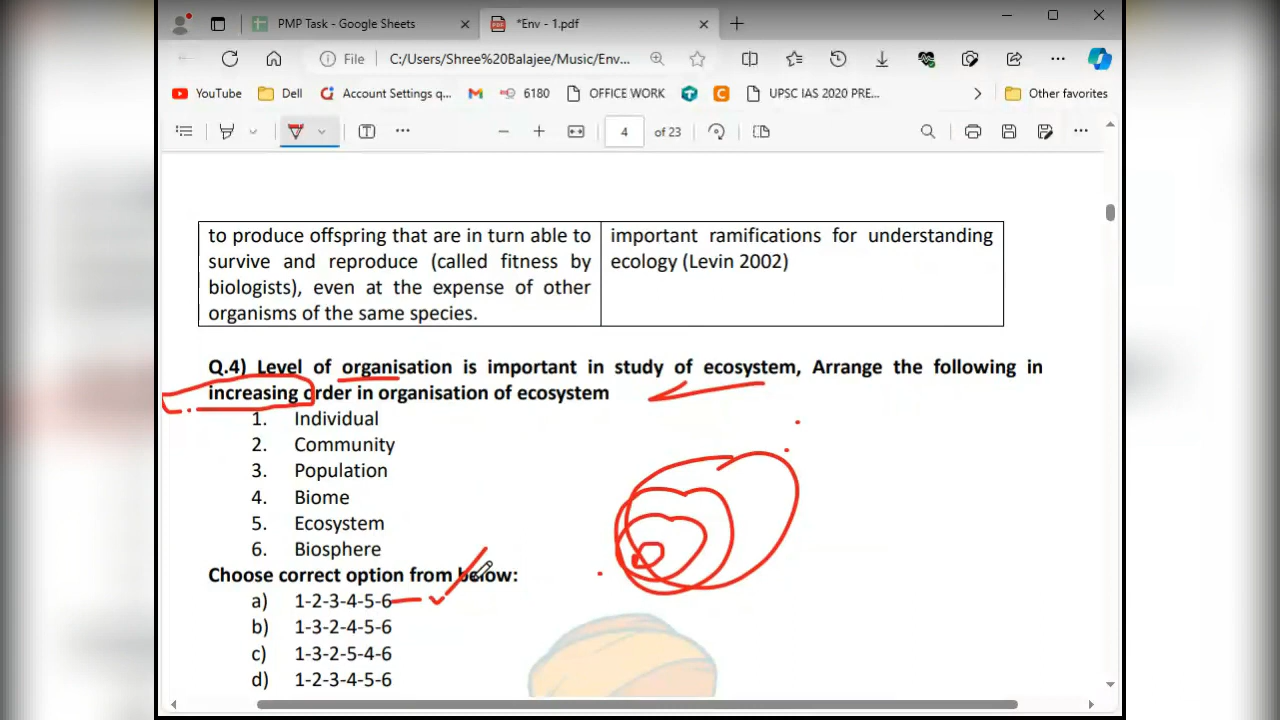 PMP Task - Google Sheets
*Env - 1.pdf
File
C:/Users/Shree%20Balajee/Music/Env...
YouTube
Dell
Account Settings q...
6180
OFFICE WORK
UPSC IAS 2020 PRE...
Other favorites
4 of 23
to produce offspring that are in turn able to
survive and reproduce (called fitness by
biologists), even at the expense of other
organisms of the same species.
important ramifications for understanding
ecology (Levin 2002)
Q.4) Level of organisation is important in study of ecosystem, Arrange the following in
increasing order in organisation of ecosystem
1. Individual
2. Community
3. Population
4. Biome
5. Ecosystem
6. Biosphere
Choose correct option from below:
a) 1-2-3-4-5-6
b) 1-3-2-4-5-6
c) 1-3-2-5-4-6
d) 1-2-3-4-5-6